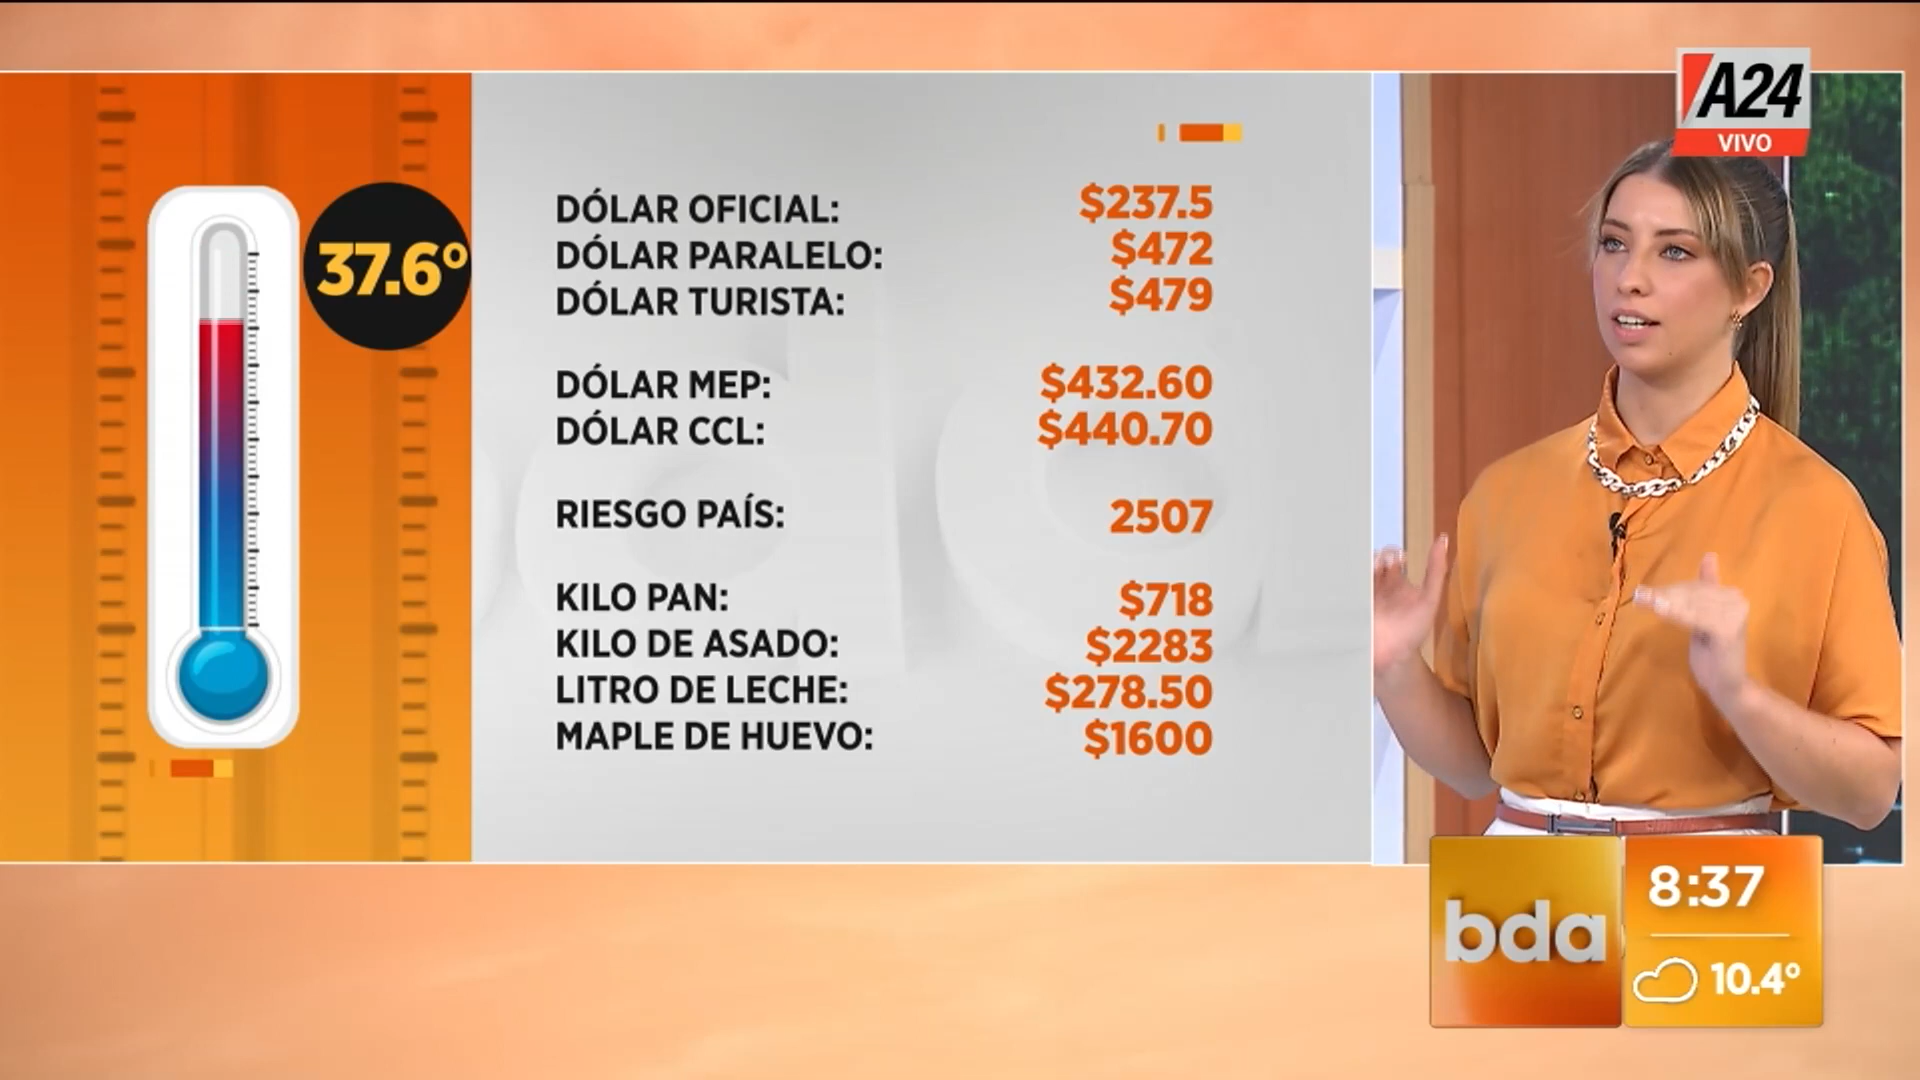 A24
VIVO
37.6º
DÓLAR OFICIAL: $237.5
DÓLAR PARALELO: $472
DÓLAR TURISTA: $479
DÓLAR MEP: $432.60
DÓLAR CCL: $440.70
RIESGO PAÍS: 2507
KILO PAN: $718
KILO DE ASADO: $2283
LITRO DE LECHE: $278.50
MAPLE DE HUEVO: $1600
bda
8:37
10.4º